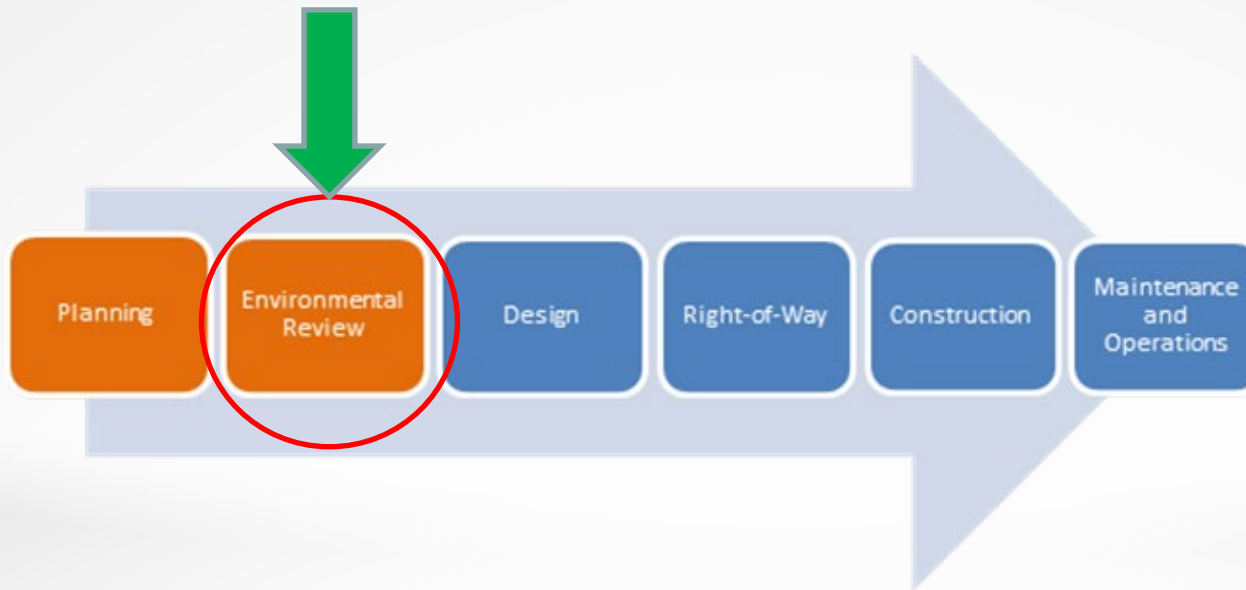 Planning
Environmental
Review
Design
Right-of-Way
Construction
Maintenance
and
Operations